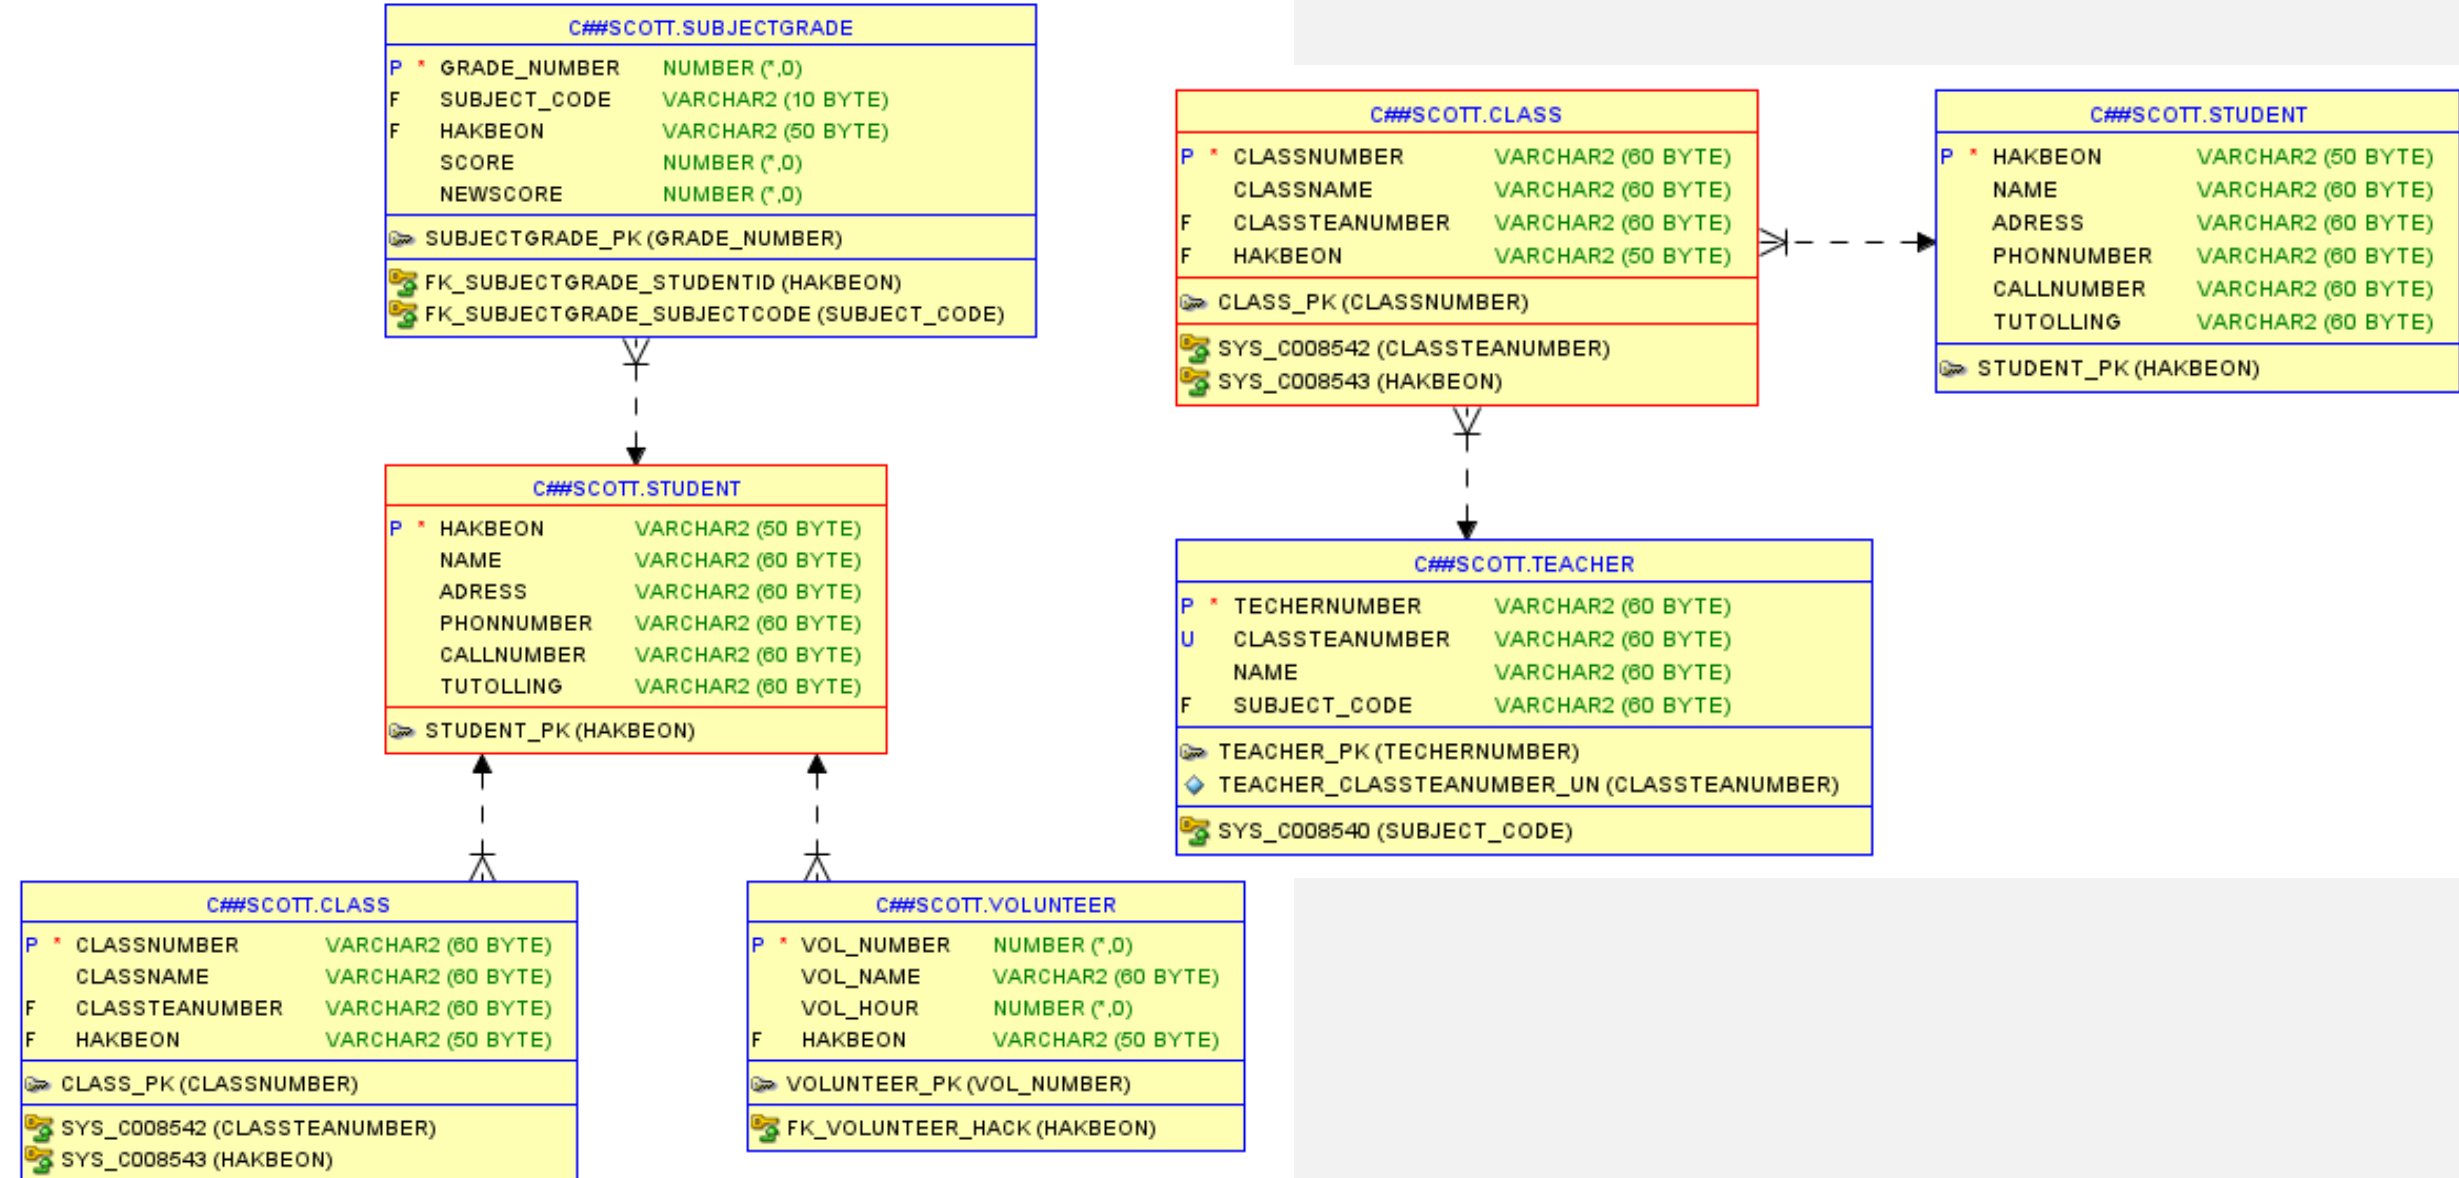 C##SCOTT.SUBJECTGRADE
P * GRADE_NUMBER NUMBER (*,0)
F SUBJECT_CODE VARCHAR2 (10 BYTE)
F HAKBEON VARCHAR2 (50 BYTE)
SCORE NUMBER (*,0)
NEWSCORE NUMBER (*,0)
SUBJECTGRADE_PK (GRADE_NUMBER)
FK_SUBJECTGRADE_STUDENTID (HAKBEON)
FK_SUBJECTGRADE_SUBJECTCODE (SUBJECT_CODE)
C##SCOTT.STUDENT
P * HAKBEON VARCHAR2 (50 BYTE)
NAME VARCHAR2 (60 BYTE)
ADRESS VARCHAR2 (60 BYTE)
PHONNUMBER VARCHAR2 (60 BYTE)
CALLNUMBER VARCHAR2 (60 BYTE)
TUTOLLING VARCHAR2 (60 BYTE)
STUDENT_PK (HAKBEON)
C##SCOTT.CLASS
P * CLASSNUMBER VARCHAR2 (60 BYTE)
CLASSNAME VARCHAR2 (60 BYTE)
F CLASSTEANUMBER VARCHAR2 (60 BYTE)
F HAKBEON VARCHAR2 (50 BYTE)
CLASS_PK (CLASSNUMBER)
SYS_C008542 (CLASSTEANUMBER)
SYS_C008543 (HAKBEON)
C##SCOTT.VOLUNTEER
P * VOL_NUMBER NUMBER (*,0)
VOL_NAME VARCHAR2 (60 BYTE)
VOL_HOUR NUMBER (*,0)
F HAKBEON VARCHAR2 (50 BYTE)
VOLUNTEER_PK (VOL_NUMBER)
FK_VOLUNTEER_HACK (HAKBEON)
C##SCOTT.CLASS
P * CLASSNUMBER VARCHAR2 (60 BYTE)
CLASSNAME VARCHAR2 (60 BYTE)
F CLASSTEANUMBER VARCHAR2 (60 BYTE)
F HAKBEON VARCHAR2 (50 BYTE)
CLASS_PK (CLASSNUMBER)
SYS_C008542 (CLASSTEANUMBER)
SYS_C008543 (HAKBEON)
C##SCOTT.STUDENT
P * HAKBEON VARCHAR2 (50 BYTE)
NAME VARCHAR2 (60 BYTE)
ADRESS VARCHAR2 (60 BYTE)
PHONNUMBER VARCHAR2 (60 BYTE)
CALLNUMBER VARCHAR2 (60 BYTE)
TUTOLLING VARCHAR2 (60 BYTE)
STUDENT_PK (HAKBEON)
C##SCOTT.TEACHER
P * TECHERNUMBER VARCHAR2 (60 BYTE)
U CLASSTEANUMBER VARCHAR2 (60 BYTE)
NAME VARCHAR2 (60 BYTE)
F SUBJECT_CODE VARCHAR2 (60 BYTE)
TEACHER_PK (TECHERNUMBER)
TEACHER_CLASSTEANUMBER_UN (CLASSTEANUMBER)
SYS_C008540 (SUBJECT_CODE)